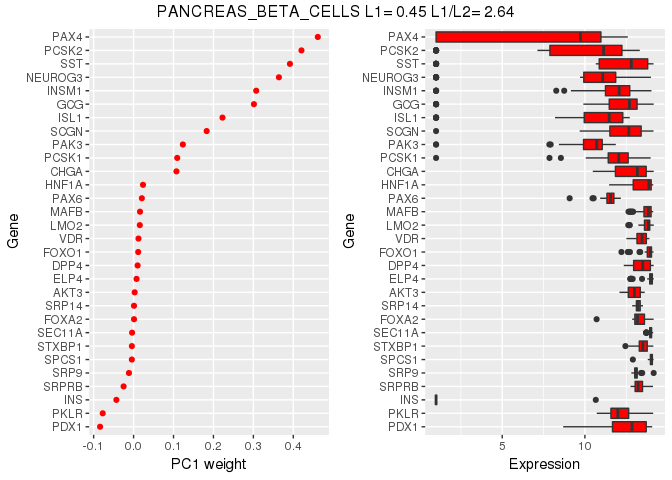 PANCREAS_BETA_CELLS L1= 0.45 L1/L2= 2.64
Gene
PAX4
PCSK2
SST
NEUROG3
INSM1
GCG
ISL1
SCGN
PAK3
PCSK1
CHGA
HNF1A
PAX6
MAFB
LMO2
VDR
FOXO1
DPP4
ELP4
AKT3
SRP14
FOXA2
SEC11A
STXBP1
SPCS1
SRP9
SRPRB
INS
PKLR
PDX1
-0.1 0.0 0.1 0.2 0.3 0.4
PC1 weight
Gene
PAX4
PCSK2
SST
NEUROG3
INSM1
GCG
ISL1
SCGN
PAK3
PCSK1
CHGA
HNF1A
PAX6
MAFB
LMO2
VDR
FOXO1
DPP4
ELP4
AKT3
SRP14
FOXA2
SEC11A
STXBP1
SPCS1
SRP9
SRPRB
INS
PKLR
PDX1
5 10
Expression